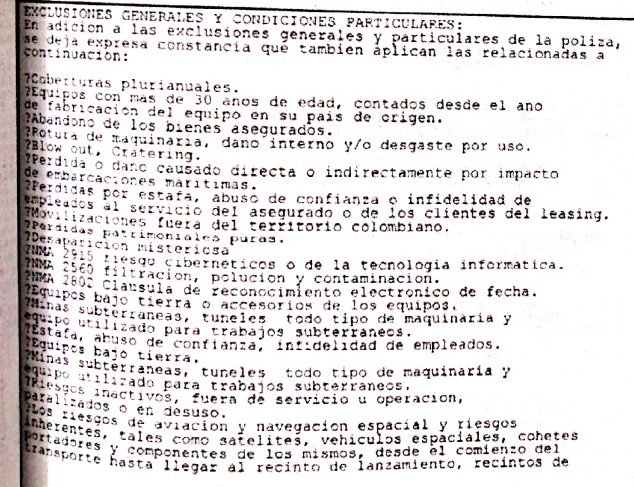 EXCLUSIONES GENERALES Y CONDICIONES PARTICULARES:
En adicion a las exclusiones generales y particulares de la poliza,
se deja expresa constancia que tambien aplican las relacionadas a
continuacion:
?Coberturas plurianuales.
?Equipos con mas de 30 anos de edad, contados desde el ano
de fabricacion del equipo en su pais de origen.
?Abandono de los bienes asegurados.
?Rotura de maquinaria, dano interno y/o desgaste por uso.
?Blow out, Cratering.
?Perdida o dano causado directa o indirectamente por impacto
de embarcaciones maritimas.
?Perdidas por estafa, abuso de confianza o infidelidad de
empleados al servicio del asegurado o de los clientes del leasing.
?Movilizaciones fuera del territorio colombiano.
?Perdidas patrimoniales puras.
?Desaparicion misteriosa
?NMA 2915 riesgo ciberneticos o de la tecnologia informatica.
?NMA 2560 filtracion, polucion y contaminacion.
?NMA 2802 Clausula de reconocimiento electronico de fecha.
?Equipos bajo tierra o accesorios de los equipos.
?Minas subterraneas, tuneles todo tipo de maquinaria y
equipo utilizado para trabajos subterraneos.
?Estafa, abuso de confianza, infidelidad de empleados.
?Equipos bajo tierra.
?Minas subterraneas, tuneles todo tipo de maquinaria y
equipo utilizado para trabajos subterraneos.
?Riesgos inactivos, fuera de servicio u operacion,
paralizados o en desuso.
?Los riesgos de aviacion y navegacion espacial y riesgos
inherentes, tales como satelites, vehiculos espaciales, cohetes
portadores y componentes de los mismos, desde el comienzo del
transporte hasta llegar al recinto de lanzamiento, recintos de